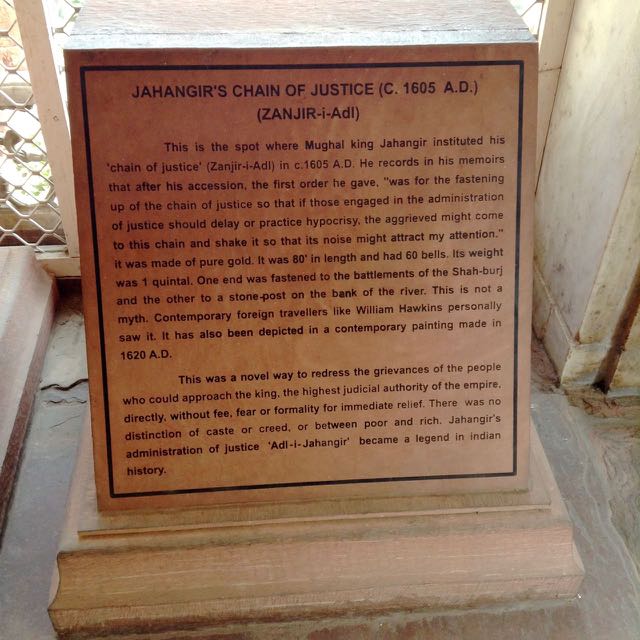 JAHANGIR'S CHAIN OF JUSTICE (C. 1605 A.D.)
(ZANJIR-i-Adl)
This is the spot where Mughal king Jahangir instituted his
'chain of justice' (Zanjir-i-Adl) in c.1605 A.D. He records in his memoirs
that after his accession, the first order he gave, "was for the fastening
up of the chain of justice so that if those engaged in the administration
of justice should delay or practice hypocrisy, the aggrieved might come
to this chain and shake it so that its noise might attract my attention."
it was made of pure gold. It was 80' in length and had 60 bells. Its weight
was 1 quintal. One end was fastened to the battlements of the Shah-burj
and the other to a stone-post on the bank of the river. This is not a
myth. Contemporary foreign travellers like William Hawkins personally
saw it. It has also been depicted in a contemporary painting made in
1620 A.D.
This was a novel way to redress the grievances of the people
who could approach the king, the highest judicial authority of the empire,
directly, without fee, fear or formality for immediate relief. There was no
distinction of caste or creed, or between poor and rich. Jahangir's
administration of justice 'Adl-i-Jahangir' became a legend in indian
history.